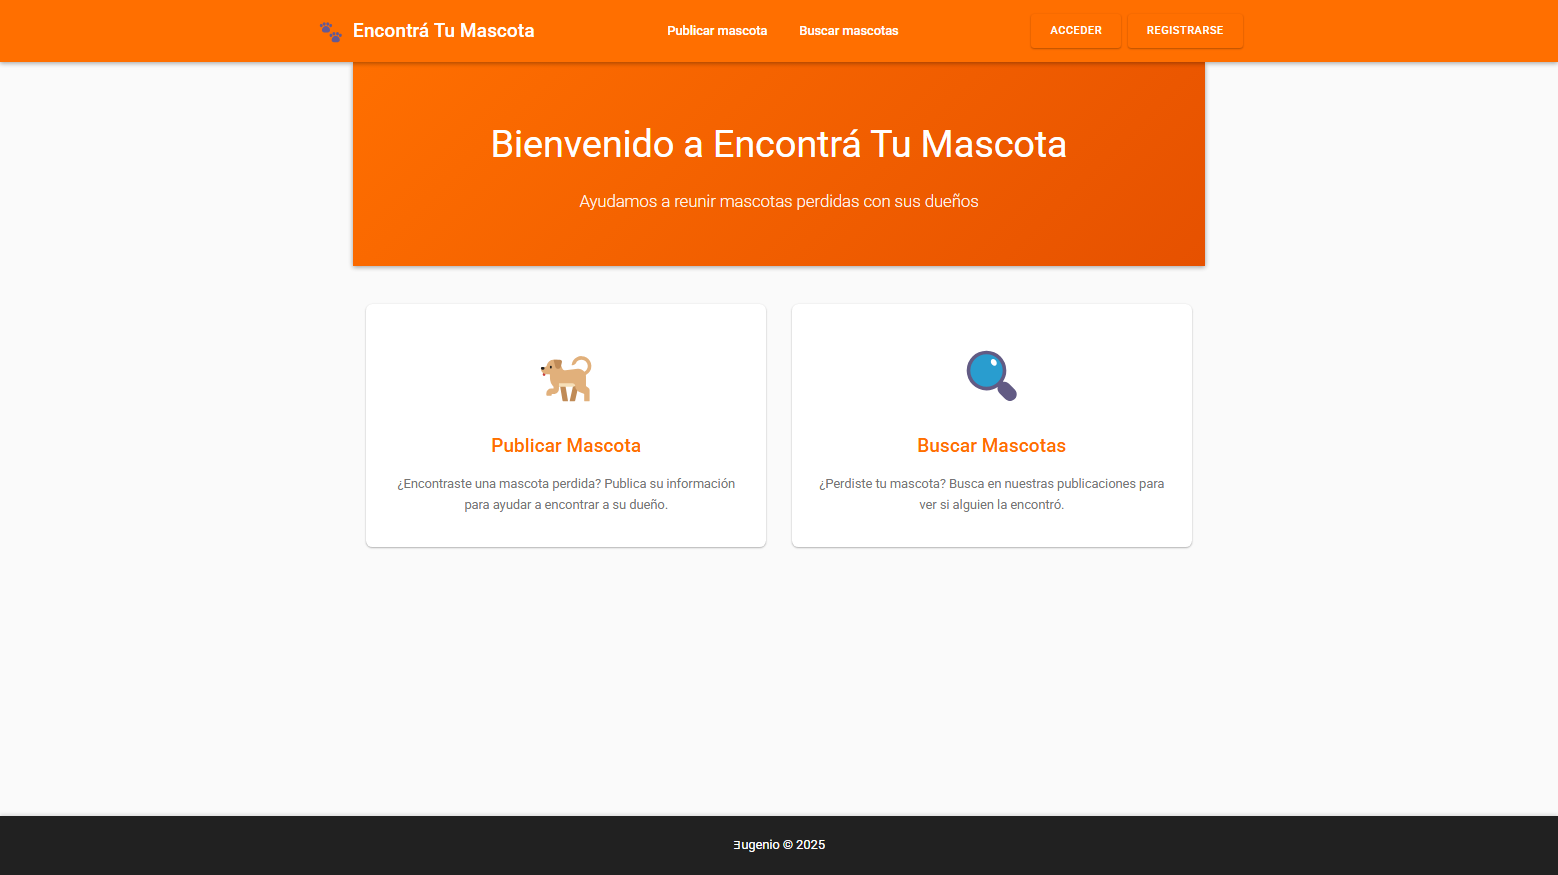 Encontrá Tu Mascota
Publicar mascota
Buscar mascotas
ACCEDER
REGISTRARSE
Bienvenido a Encontrá Tu Mascota
Ayudamos a reunir mascotas perdidas con sus dueños
Publicar Mascota
¿Encontraste una mascota perdida? Publica su información
para ayudar a encontrar a su dueño.
Buscar Mascotas
¿Perdiste tu mascota? Busca en nuestras publicaciones para
ver si alguien la encontró.
Ǝugenio © 2025